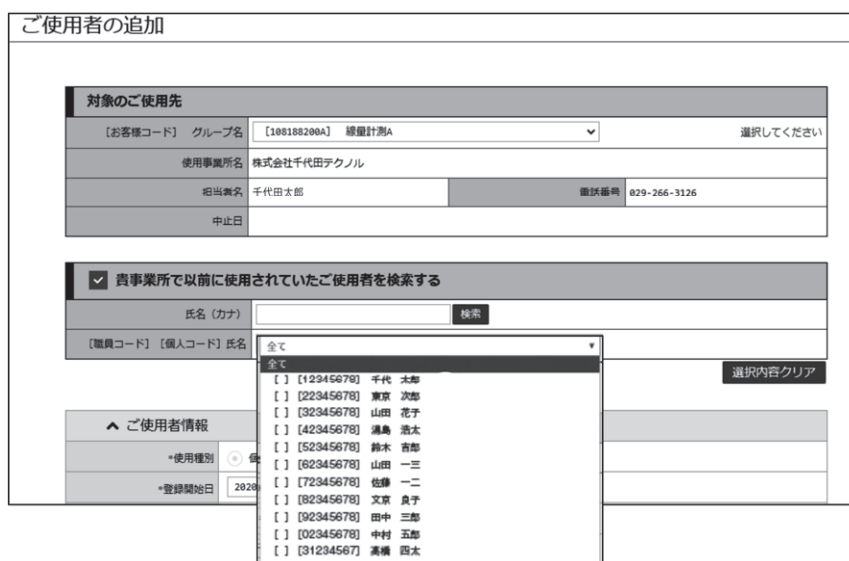 ご使用者の追加
対象のご使用先
[お客様コード] グループ名 [108188200A] 線量計測A 選択してください
使用事業所名 株式会社千代田テクノル
担当者名 千代田太郎 電話番号 029-266-3126
中止日
貴事業所で以前に使用されていたご使用者を検索する
氏名 (カナ) 検索
[職員コード] [個人コード] 氏名 全て
全て
選択内容クリア
[ ] [12345678] 千代 太郎
[ ] [22345678] 東京 次郎
[ ] [32345678] 山田 花子
[ ] [42345678] 湯島 浩太
[ ] [52345678] 鈴木 吉郎
[ ] [62345678] 山田 一三
[ ] [72345678] 佐藤 一二
[ ] [82345678] 文京 良子
[ ] [92345678] 田中 三郎
[ ] [02345678] 中村 五郎
[ ] [31234567] 高橋 四太
ご使用者情報
*使用種別
*登録開始日 2020